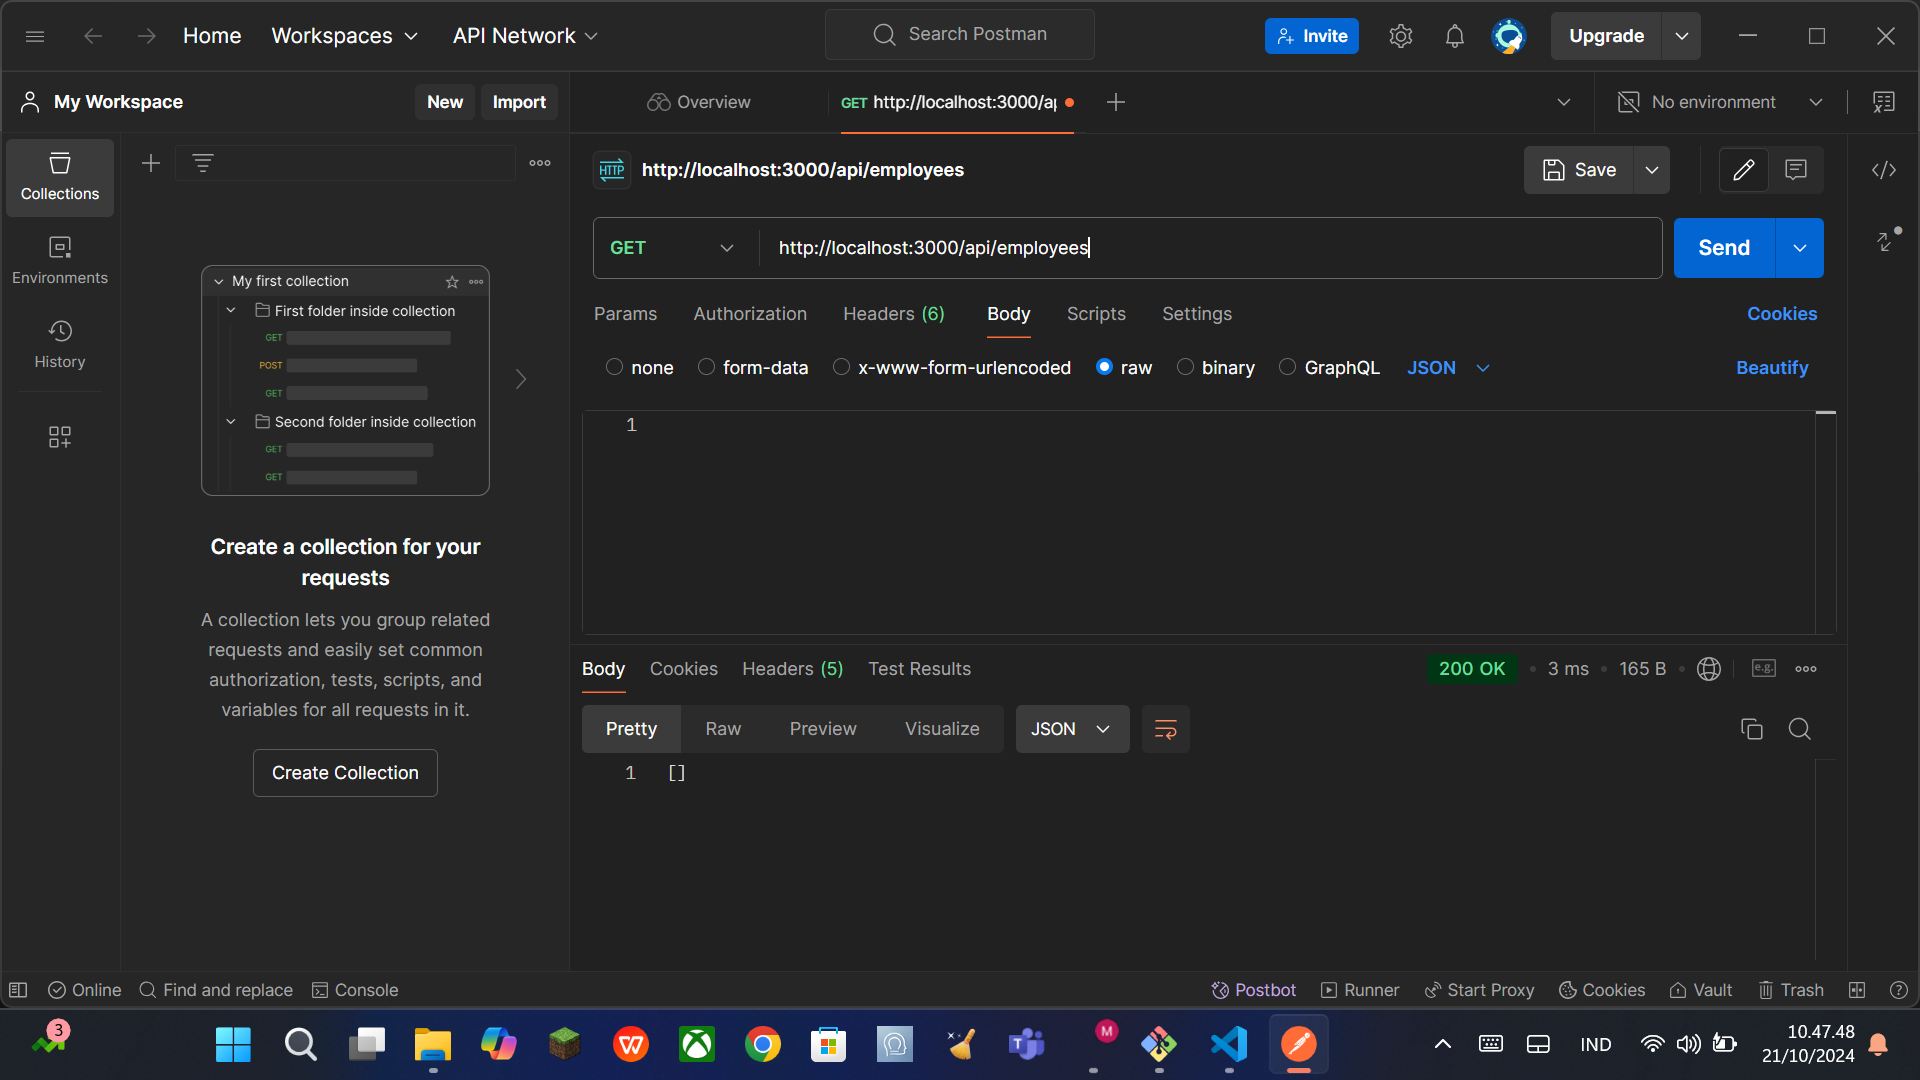 Home
Workspaces
API Network
Search Postman
Invite
Upgrade
My Workspace
New
Import
Overview
GET http://localhost:3000/ap
No environment
Collections
Environments
History
HTTP
http://localhost:3000/api/employees
Save
GET
http://localhost:3000/api/employees
Send
Params
Authorization
Headers (6)
Body
Scripts
Settings
Cookies
none
form-data
x-www-form-urlencoded
raw
binary
GraphQL
JSON
Beautify
1
My first collection
First folder inside collection
GET
POST
GET
Second folder inside collection
GET
GET
Create a collection for your
requests
A collection lets you group related
requests and easily set common
authorization, tests, scripts, and
variables for all requests in it.
Create Collection
Body
Cookies
Headers (5)
Test Results
200 OK
3 ms
165 B
e.g.
Pretty
Raw
Preview
Visualize
JSON
1 []
Online
Find and replace
Console
Postbot
Runner
Start Proxy
Cookies
Vault
Trash
3
W
T
M
IND
10.47.48
21/10/2024